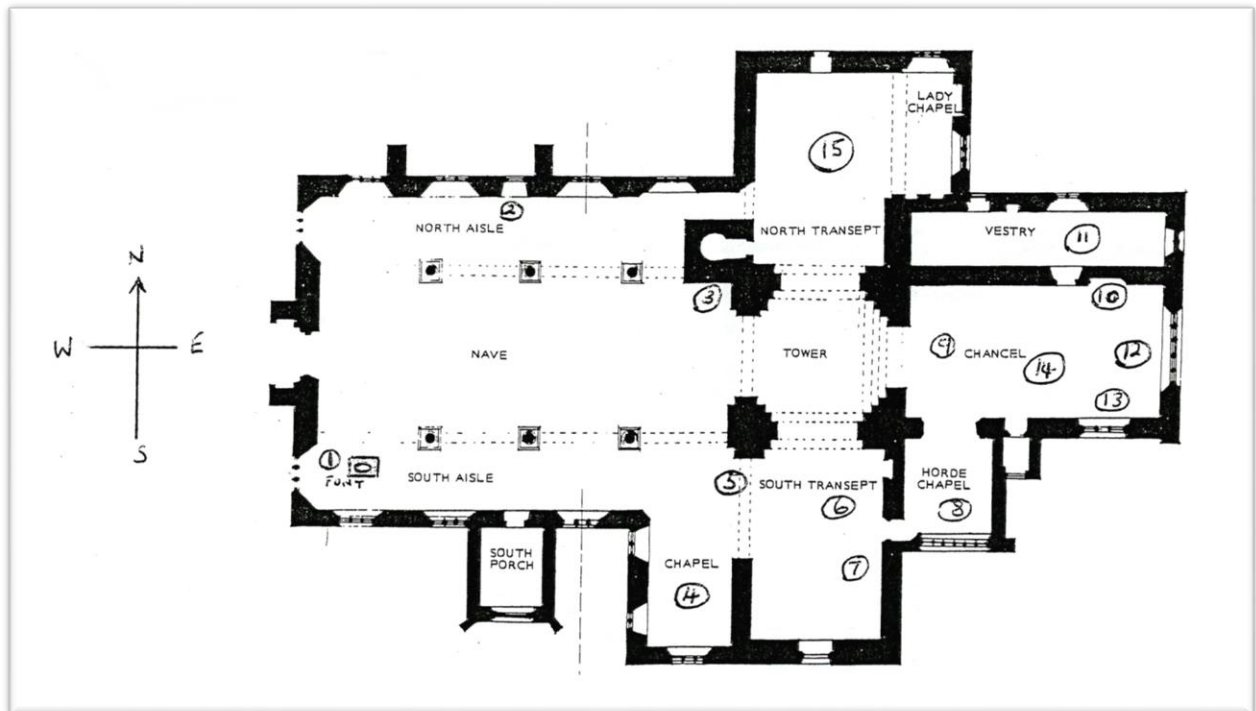 LADY
CHAPEL
15
2
NORTH AISLE
NORTH TRANSEPT
VESTRY
11
N
3
10
W
E
NAVE
TOWER
9
CHANCEL
12
14
13
S
1
FONT
SOUTH AISLE
5
SOUTH TRANSEPT
6
HORDE
CHAPEL
8
SOUTH
PORCH
CHAPEL
4
7